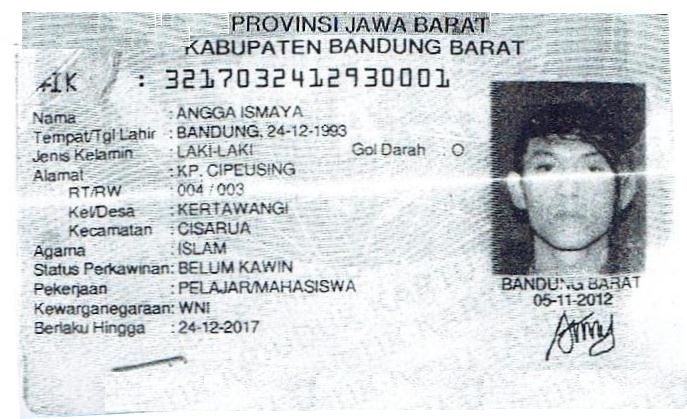 PROVINSI JAWA BARAT
KABUPATEN BANDUNG BARAT
NIK : 3217032412930001
Nama : ANGGA ISMAYA
Tempat/Tgl Lahir : BANDUNG, 24-12-1993
Jenis Kelamin : LAKI-LAKI Gol Darah : O
Alamat : KP. CIPEUSING
RT/RW : 004 / 003
Kel/Desa : KERTAWANGI
Kecamatan : CISARUA
Agama : ISLAM
Status Perkawinan: BELUM KAWIN
Pekerjaan : PELAJAR/MAHASISWA
Kewarganegaraan: WNI
Berlaku Hingga : 24-12-2017
BANDUNG BARAT
05-11-2012